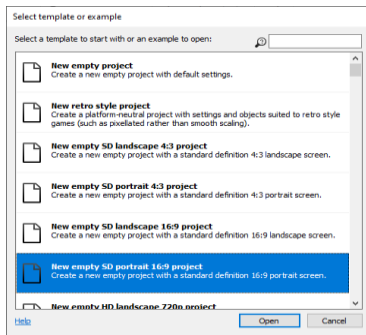 Select template or example
Select a template to start with or an example to open:
New empty project
Create a new empty project with default settings.
New retro style project
Create a platform-neutral project with settings and objects suited to retro style
games (such as pixellated rather than smooth scaling).
New empty SD landscape 4:3 project
Create a new empty project with a standard definition 4:3 landscape screen.
New empty SD portrait 4:3 project
Create a new empty project with a standard definition 4:3 portrait screen.
New empty SD landscape 16:9 project
Create a new empty project with a standard definition 16:9 landscape screen.
New empty SD portrait 16:9 project
Create a new empty project with a standard definition 16:9 portrait screen.
New empty HD landscape 720p project
Help
Open
Cancel